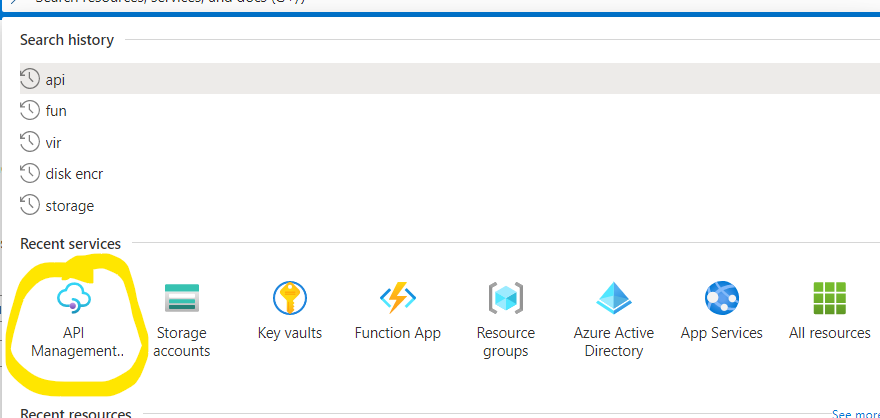 Search resources, services, and docs (G+/)
Search history
api
fun
vir
disk encr
storage
Recent services
API Management..
Storage accounts
Key vaults
Function App
Resource groups
Azure Active Directory
App Services
All resources
Recent resources
See more